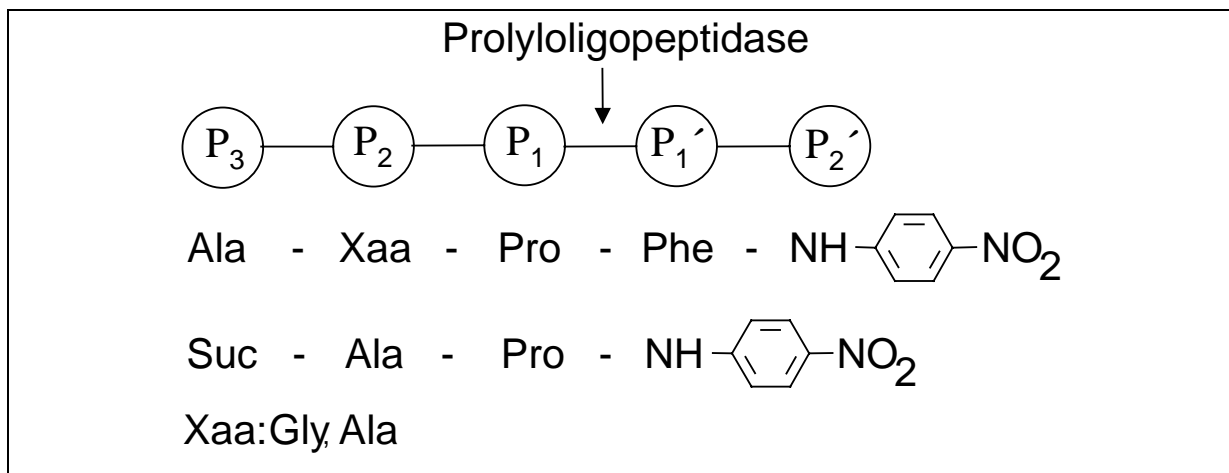 Prolyloligopeptidase
P3 P2 P1 P1´ P2´
Ala - Xaa - Pro - Phe - NH NO2
Suc - Ala - Pro - NH NO2
Xaa:Gly, Ala